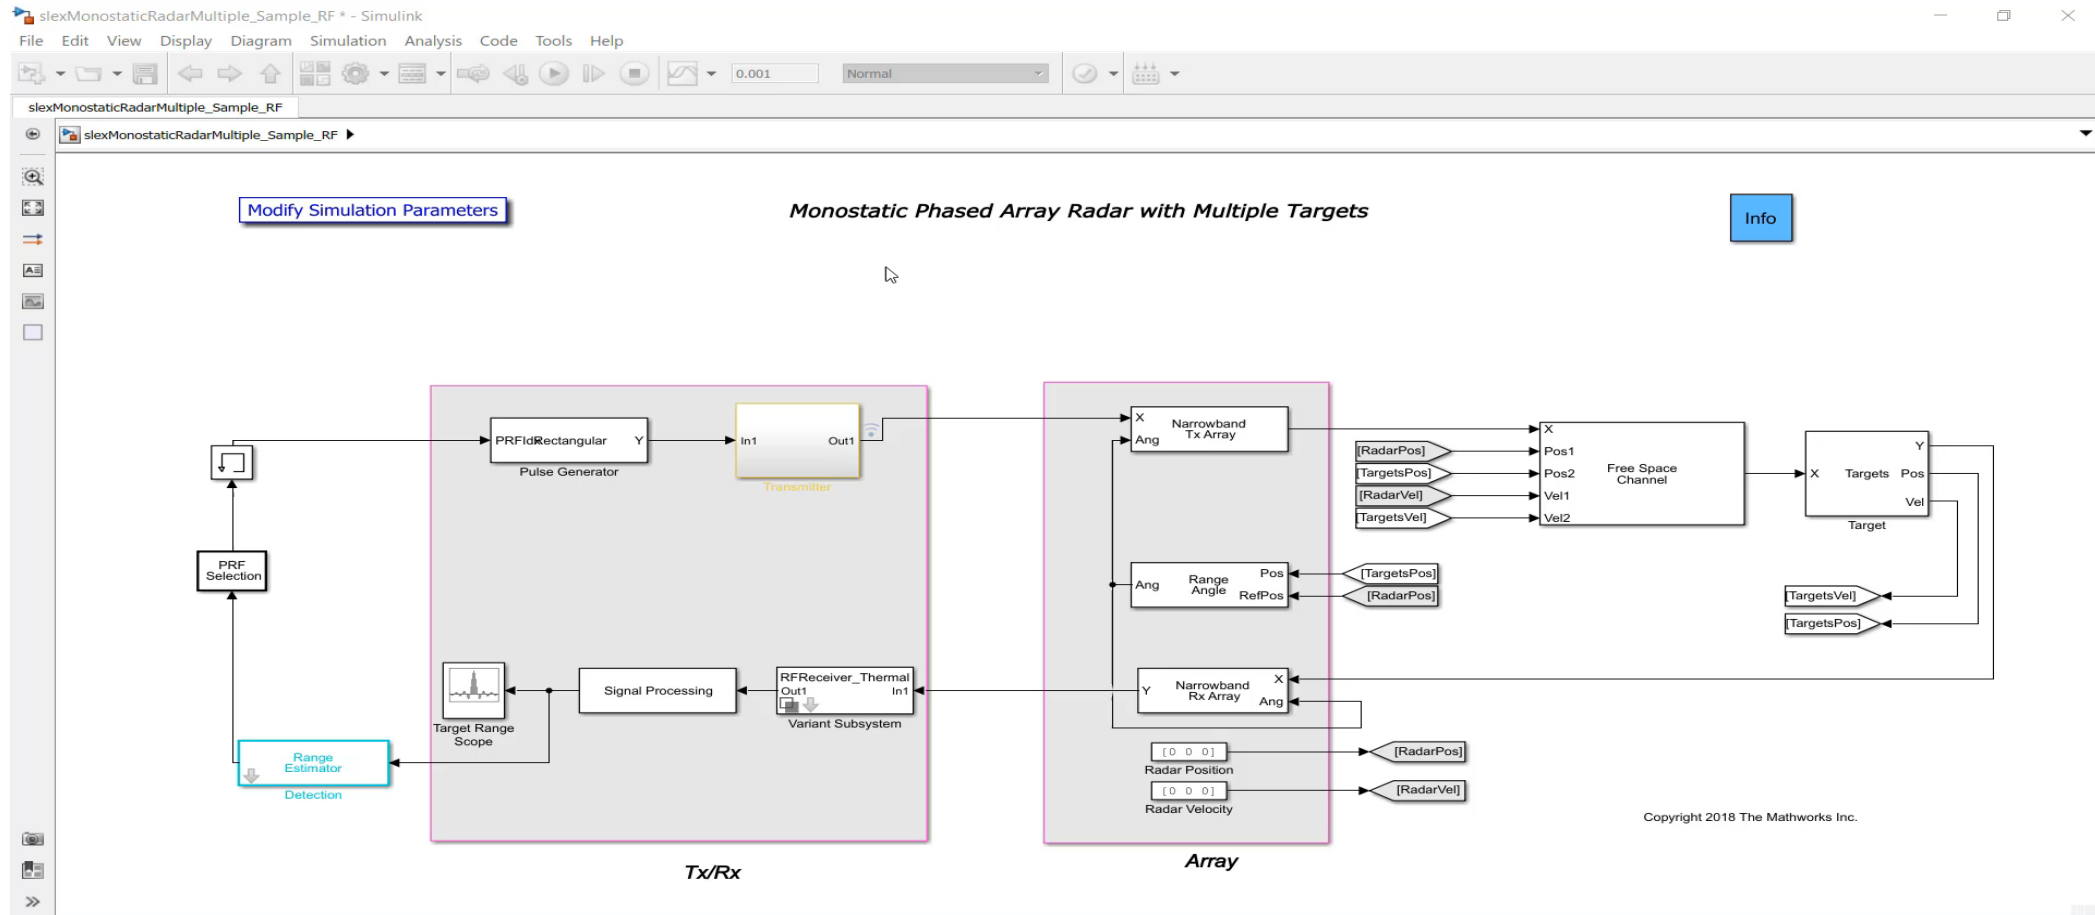 slexMonostaticRadarMultiple_Sample_RF * - Simulink
File Edit View Display Diagram Simulation Analysis Code Tools Help
0.001 Normal
slexMonostaticRadarMultiple_Sample_RF
slexMonostaticRadarMultiple_Sample_RF
Modify Simulation Parameters
Monostatic Phased Array Radar with Multiple Targets
Info
PRFIdx
Rectangular
Y
Pulse Generator
In1
Out1
Transmitter
X
Ang
Narrowband
Tx Array
[RadarPos]
[TargetsPos]
[RadarVel]
[TargetsVel]
X
Pos1
Pos2
Vel1
Vel2
Free Space
Channel
X
Targets
Y
Pos
Vel
Target
PRF
Selection
Ang
Range
Angle
Pos
RefPos
[TargetsPos]
[RadarPos]
[TargetsVel]
[TargetsPos]
Target Range
Scope
Signal Processing
RFReceiver_Thermal
Out1
In1
Variant Subsystem
Y
Narrowband
Rx Array
X
Ang
Range
Estimator
Detection
[0 0 0]
Radar Position
[RadarPos]
[0 0 0]
Radar Velocity
[RadarVel]
Copyright 2018 The Mathworks Inc.
Tx/Rx
Array